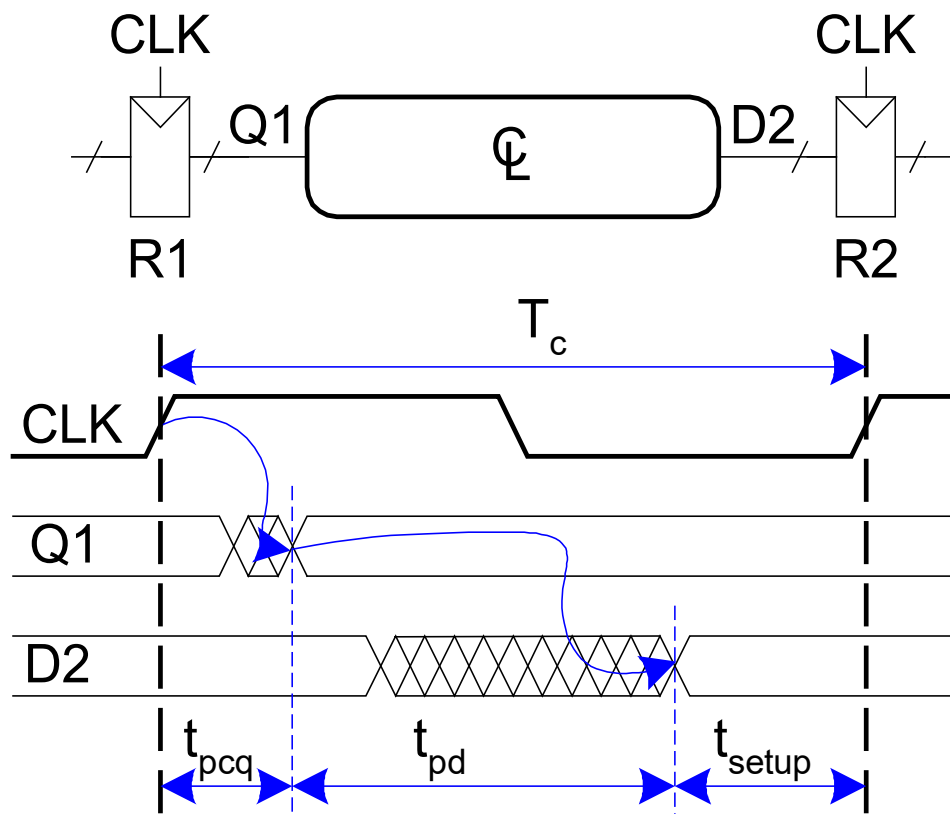 CLK CLK
Q1 CL D2
R1 R2
Tc
CLK
Q1
D2
tpcq tpd tsetup